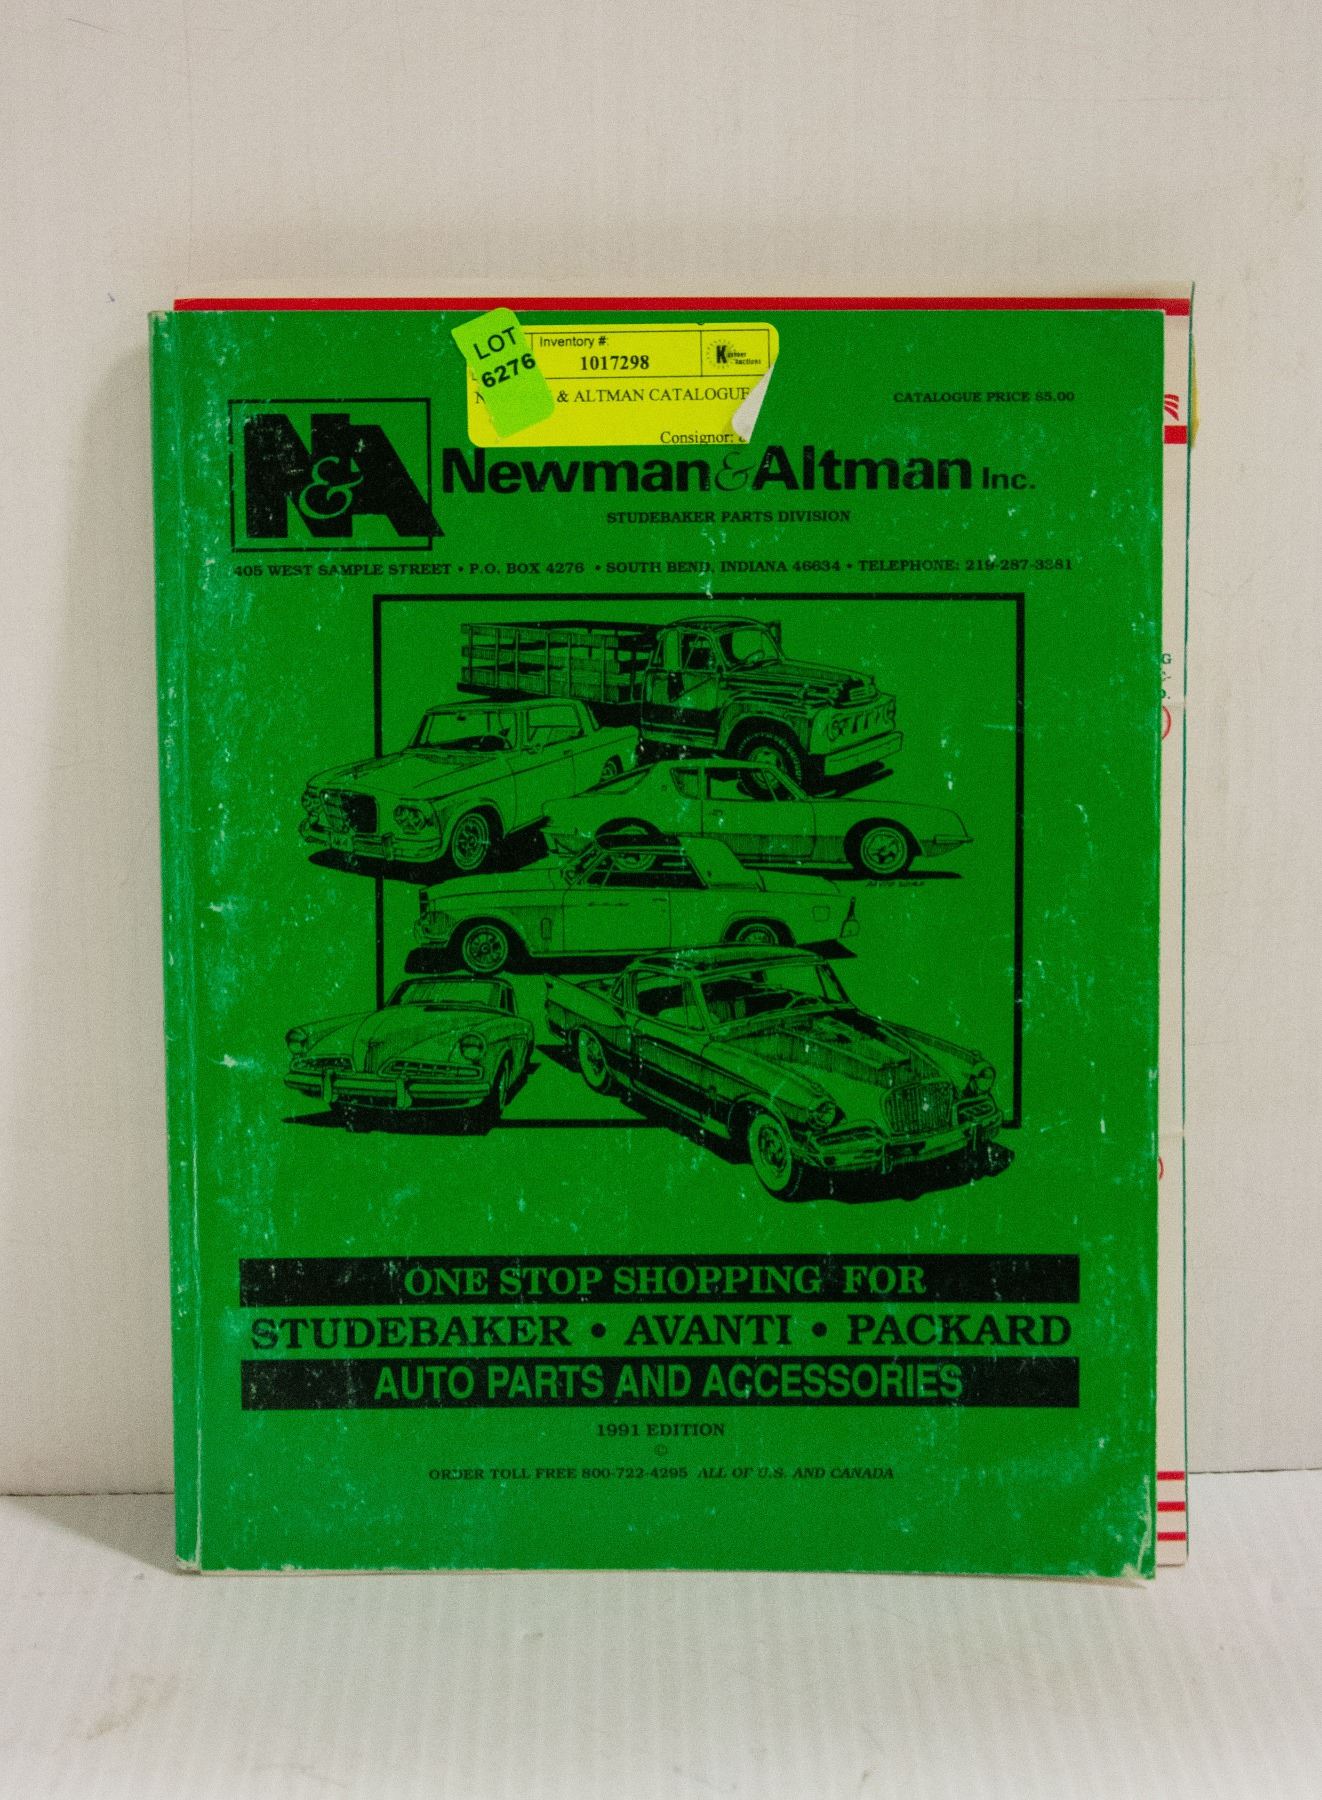 LOT
6276
Inventory #:
1017298
& ALTMAN CATALOGUE
Consignor:
CATALOGUE PRICE $5.00
N&A
Newman & Altman Inc.
STUDEBAKER PARTS DIVISION
405 WEST SAMPLE STREET • P.O. BOX 4276 • SOUTH BEND, INDIANA 46634 • TELEPHONE: 219-287-3381
ONE STOP SHOPPING FOR
STUDEBAKER • AVANTI • PACKARD
AUTO PARTS AND ACCESSORIES
1991 EDITION
©
ORDER TOLL FREE 800-722-4295 ALL OF U.S. AND CANADA